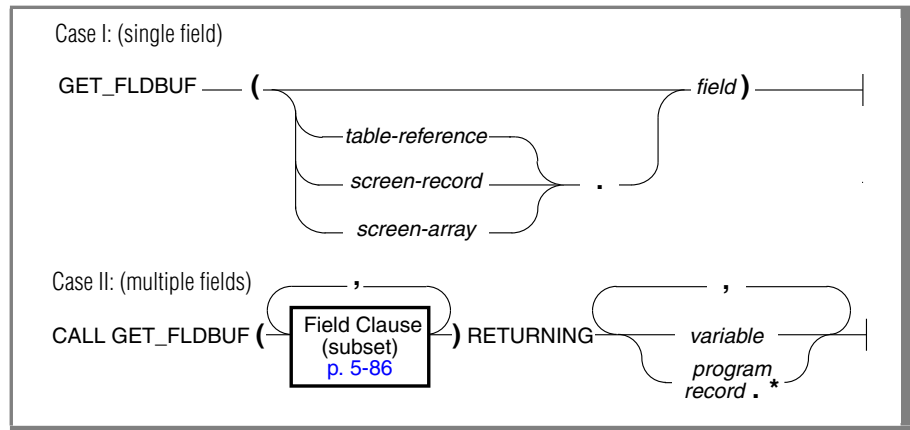 Case I: (single field)
GET_FLDBUF ( field )
table-reference
screen-record .
screen-array
Case II: (multiple fields)
, ,
CALL GET_FLDBUF ( Field Clause ) RETURNING variable
(subset)
p. 5-86
program
record . *